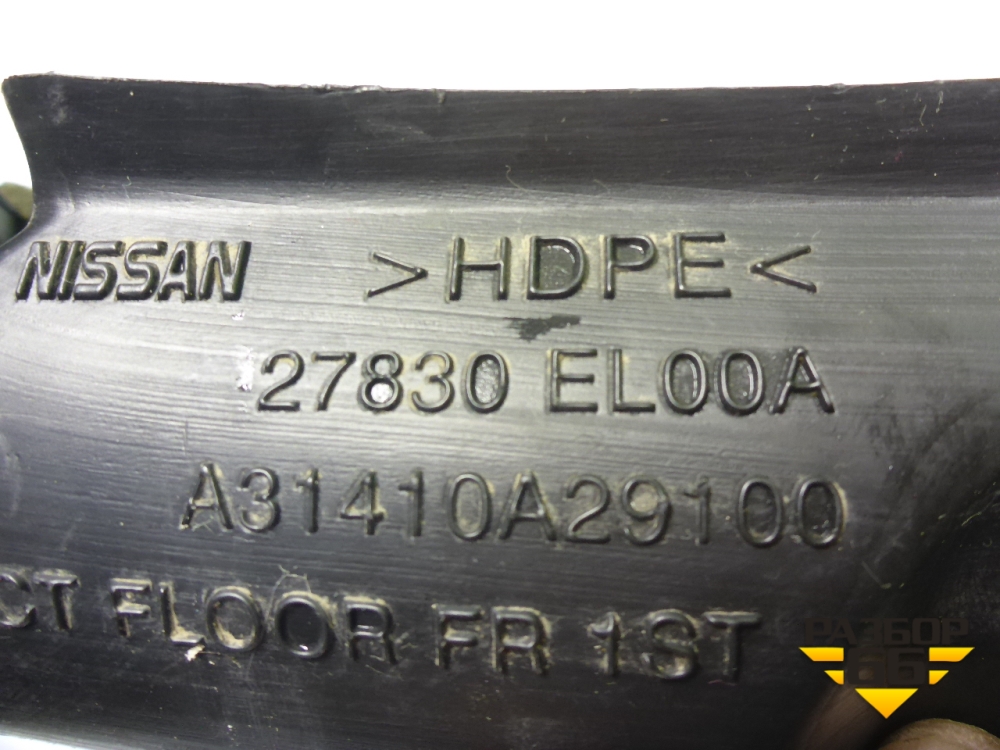 NISSAN >HDPE<
27830 EL00A
A31410A29100
CT FLOOR FR 1ST
РАЗБОР
66